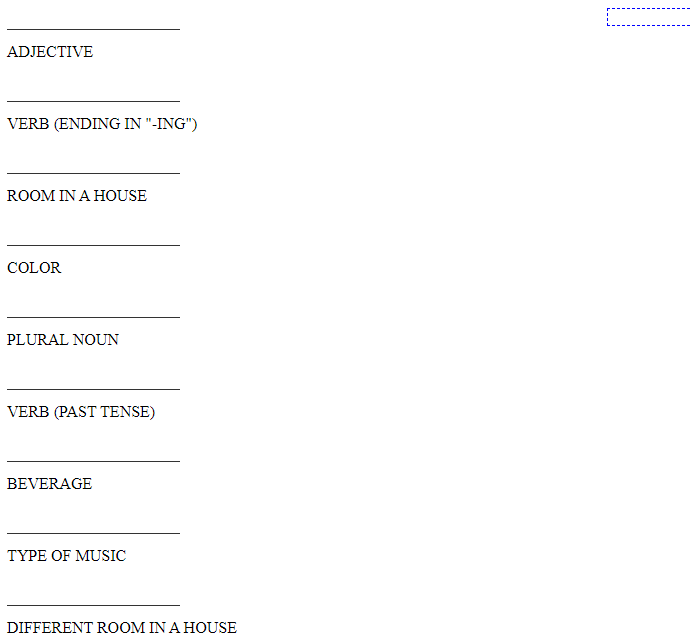 ADJECTIVE
VERB (ENDING IN "-ING")
ROOM IN A HOUSE
COLOR
PLURAL NOUN
VERB (PAST TENSE)
BEVERAGE
TYPE OF MUSIC
DIFFERENT ROOM IN A HOUSE